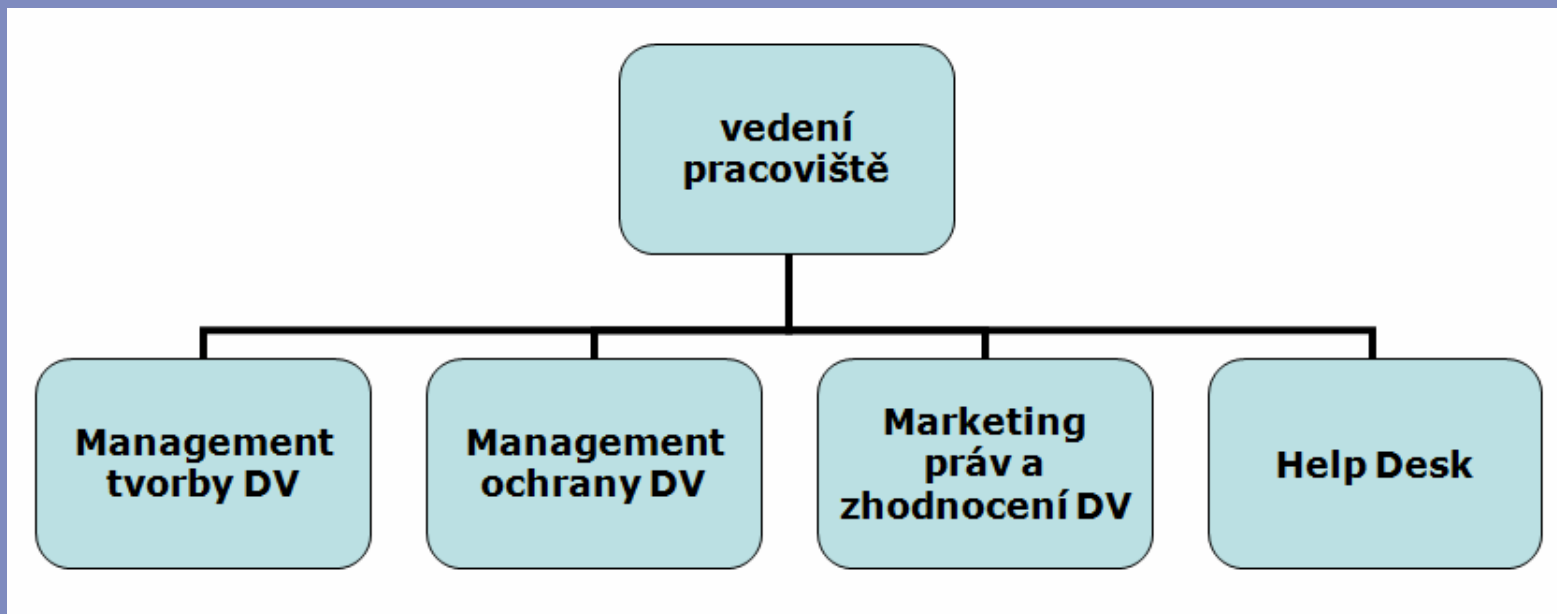 vedení
pracoviště
Management
tvorby DV
Management
ochrany DV
Marketing
práv a
zhodnocení DV
Help Desk